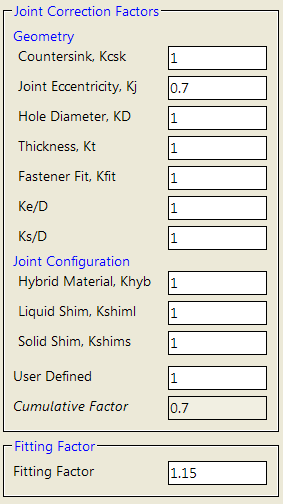 Joint Correction Factors
Geometry
Countersink, Kcsk 1
Joint Eccentricity, Kj 0.7
Hole Diameter, KD 1
Thickness, Kt 1
Fastener Fit, Kfit 1
Ke/D 1
Ks/D 1
Joint Configuration
Hybrid Material, Khyb 1
Liquid Shim, Kshiml 1
Solid Shim, Kshims 1
User Defined 1
Cumulative Factor 0.7
Fitting Factor
Fitting Factor 1.15